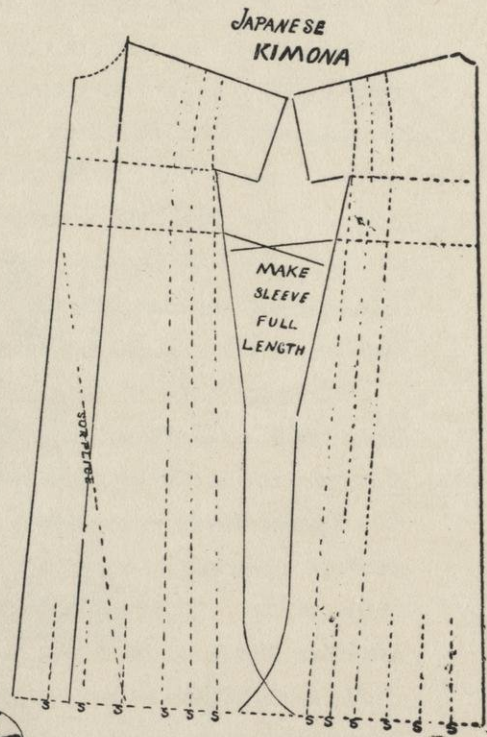 JAPANESE
KIMONA
MAKE
SLEEVE
FULL
LENGTH
SURPLICE
S S S S S S S S S S S S